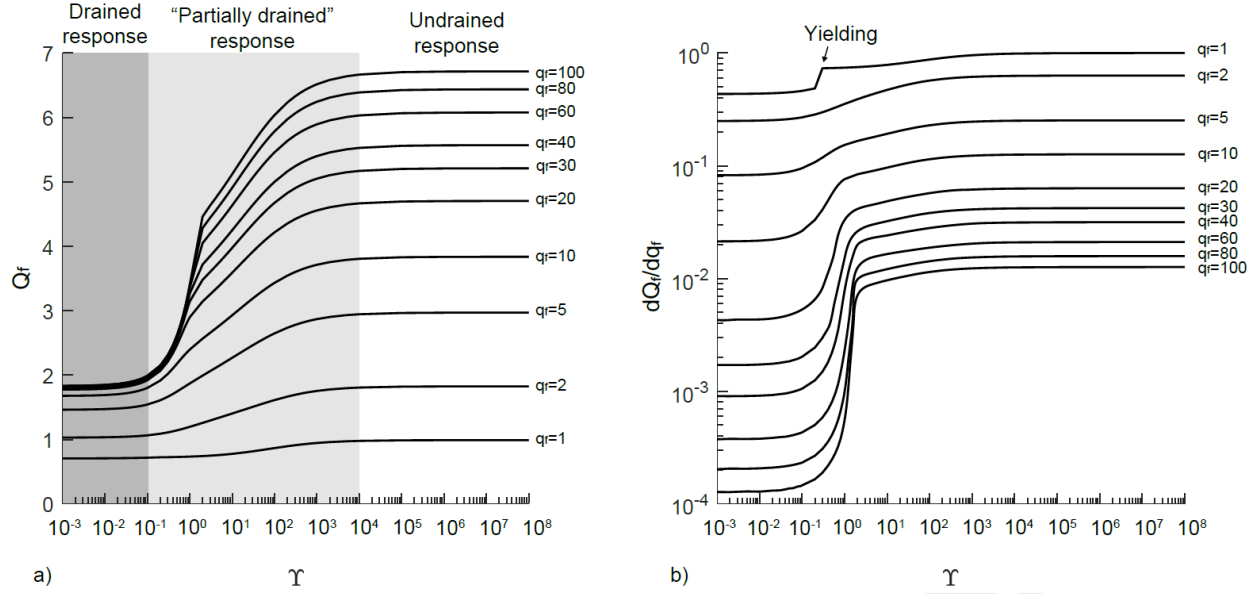 Drained
response
“Partially drained”
response
Undrained
response
7
6
5
4
3
2
1
0
Qf
qf=100
qf=80
qf=60
qf=40
qf=30
qf=20
qf=10
qf=5
qf=2
qf=1
10-3 10-2 10-1 100 101 102 103 104 105 106 107 108
a)
ϒ
Yielding
100
10-1
10-2
10-3
10-4
dQf/dqf
qf=1
qf=2
qf=5
qf=10
qf=20
qf=30
qf=40
qf=60
qf=80
qf=100
10-3 10-2 10-1 100 101 102 103 104 105 106 107 108
b)
ϒ